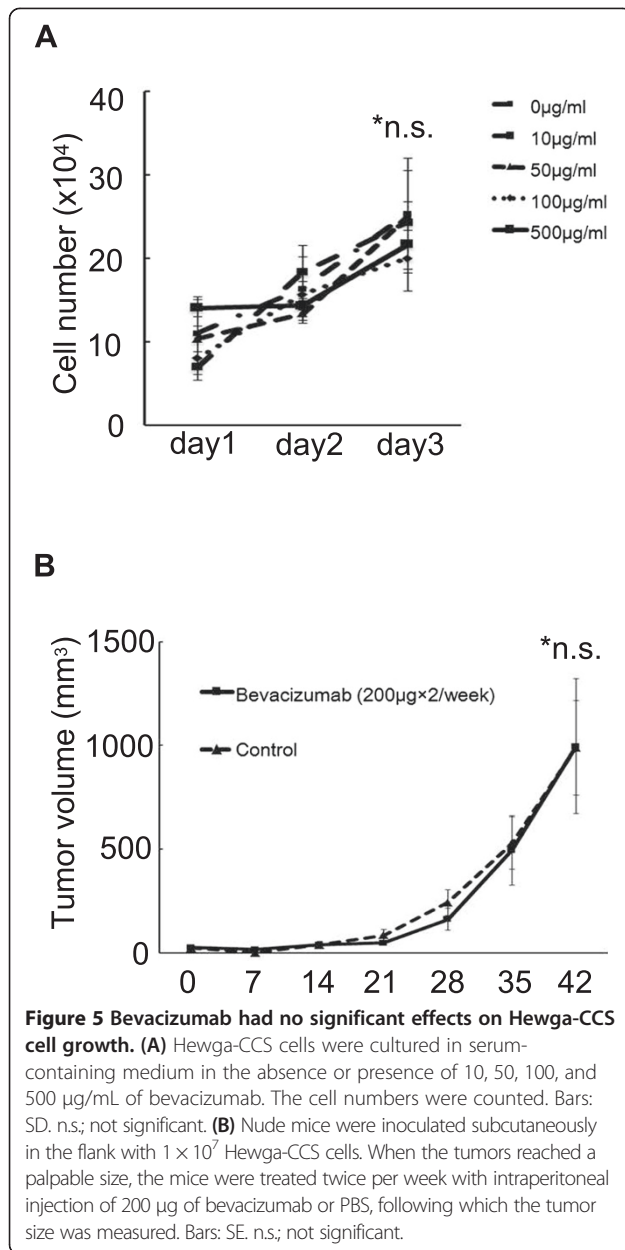 A
40
30
20
10
0
Cell number (x10⁴)
*n.s.
0µg/ml
10µg/ml
50µg/ml
100µg/ml
500µg/ml
day1 day2 day3
B
1500
1000
500
0
Tumor volume (mm³)
*n.s.
Bevacizumab (200µg×2/week)
Control
0 7 14 21 28 35 42
Figure 5 Bevacizumab had no significant effects on Hewga-CCS
cell growth. (A) Hewga-CCS cells were cultured in serum-
containing medium in the absence or presence of 10, 50, 100, and
500 µg/mL of bevacizumab. The cell numbers were counted. Bars:
SD. n.s.; not significant. (B) Nude mice were inoculated subcutaneously
in the flank with 1 × 10⁷ Hewga-CCS cells. When the tumors reached a
palpable size, the mice were treated twice per week with intraperitoneal
injection of 200 µg of bevacizumab or PBS, following which the tumor
size was measured. Bars: SE. n.s.; not significant.